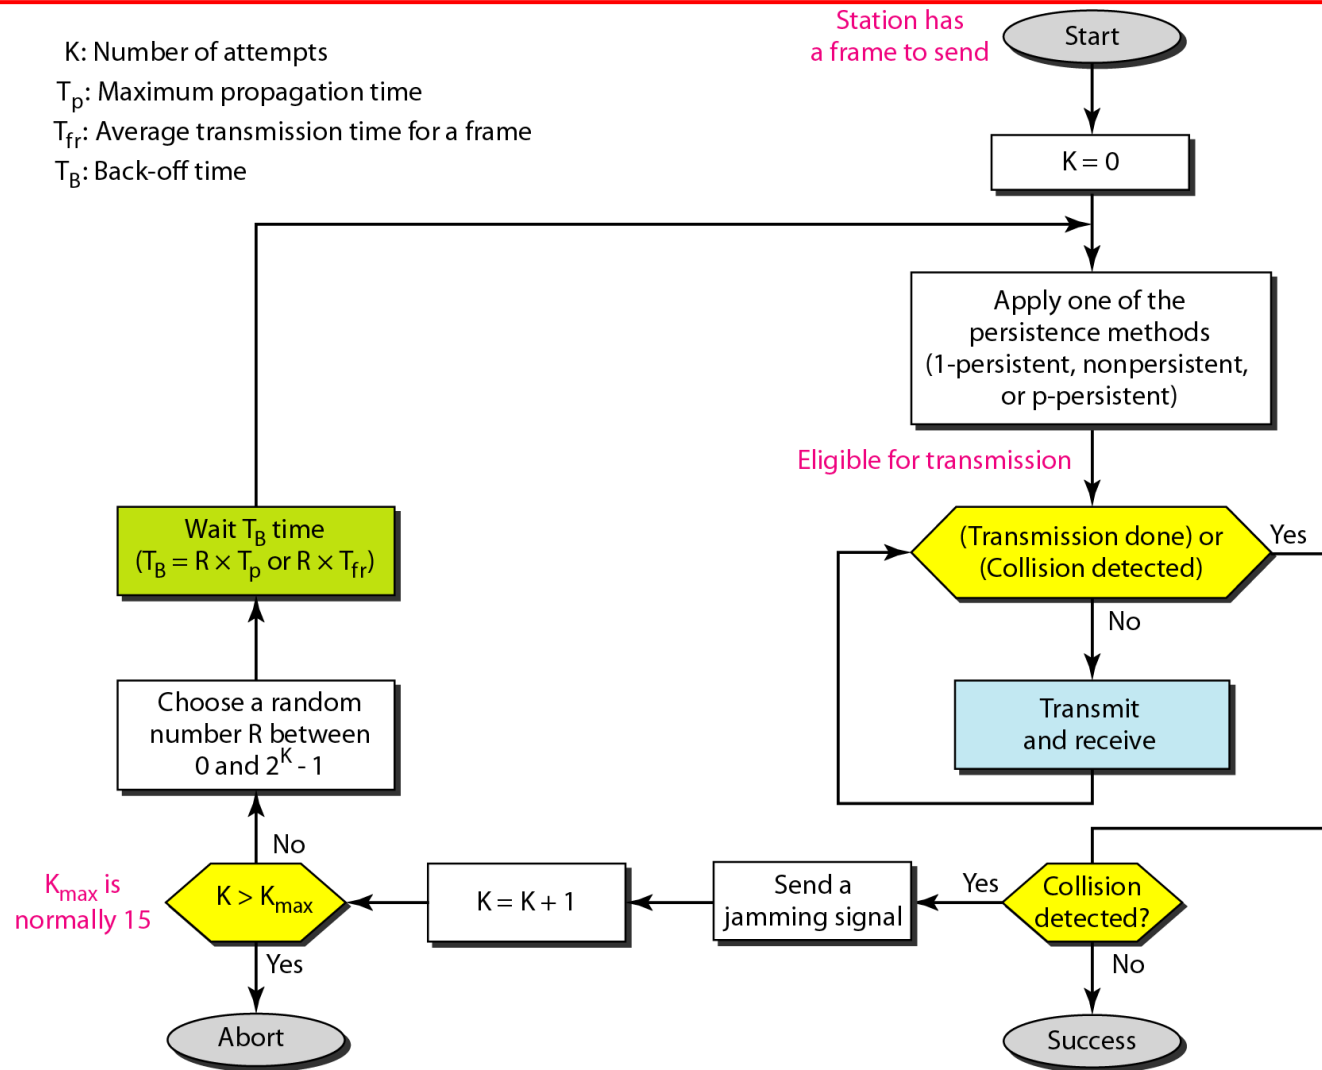 Station has
a frame to send
Start
K: Number of attempts
Tp: Maximum propagation time
Tfr: Average transmission time for a frame
TB: Back-off time
K = 0
Apply one of the
persistence methods
(1-persistent, nonpersistent,
or p-persistent)
Eligible for transmission
(Transmission done) or
(Collision detected)
Yes
No
Transmit
and receive
Wait TB time
(TB = R × Tp or R × Tfr)
Choose a random
number R between
0 and 2^K - 1
No
Kmax is
normally 15
K > Kmax
K = K + 1
Send a
jamming signal
Yes
Collision
detected?
Yes
No
Abort
Success